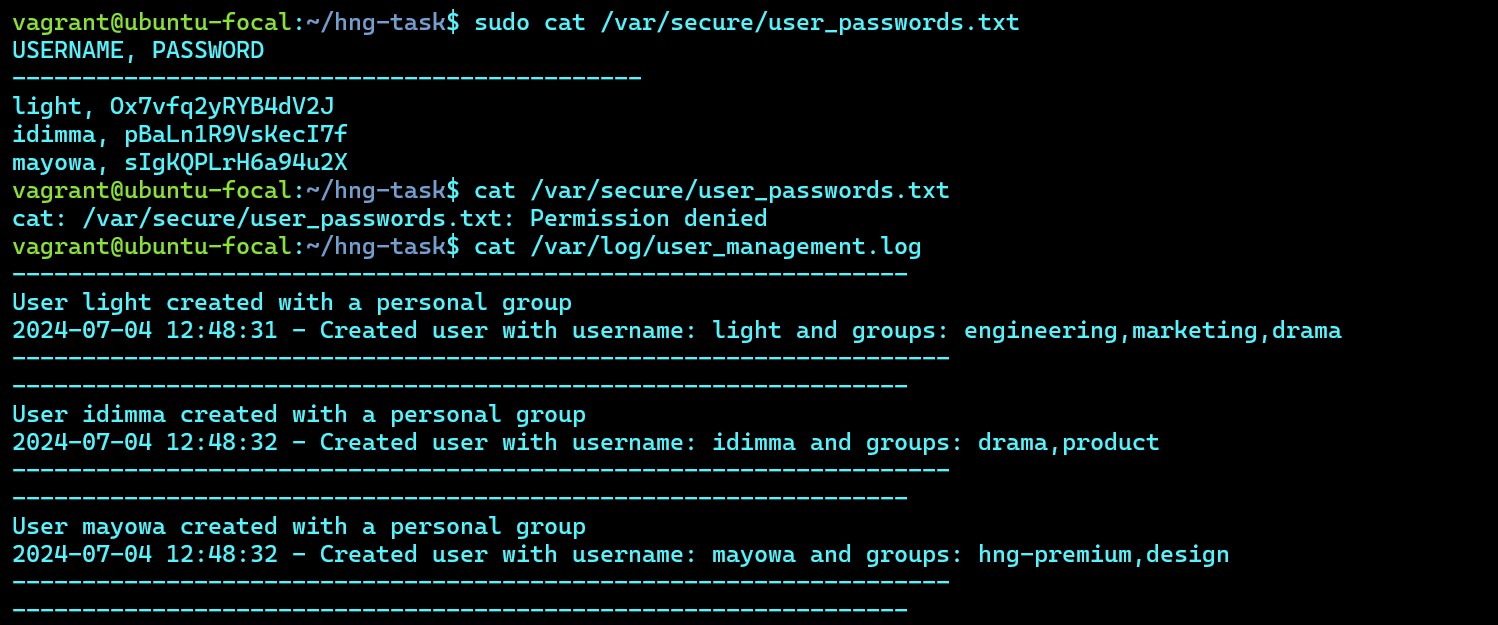 vagrant@ubuntu-focal:~/hng-task$ sudo cat /var/secure/user_passwords.txt
USERNAME, PASSWORD
---------------------------------------------
light, Ox7vfq2yRYB4dV2J
idimma, pBaLn1R9VsKecI7f
mayowa, sIgKQPLrH6a94u2X
vagrant@ubuntu-focal:~/hng-task$ cat /var/secure/user_passwords.txt
cat: /var/secure/user_passwords.txt: Permission denied
vagrant@ubuntu-focal:~/hng-task$ cat /var/log/user_management.log
----------------------------------------------------------------
User light created with a personal group
2024-07-04 12:48:31 - Created user with username: light and groups: engineering,marketing,drama
-------------------------------------------------------------------
----------------------------------------------------------------
User idimma created with a personal group
2024-07-04 12:48:32 - Created user with username: idimma and groups: drama,product
-------------------------------------------------------------------
----------------------------------------------------------------
User mayowa created with a personal group
2024-07-04 12:48:32 - Created user with username: mayowa and groups: hng-premium,design
-------------------------------------------------------------------
----------------------------------------------------------------